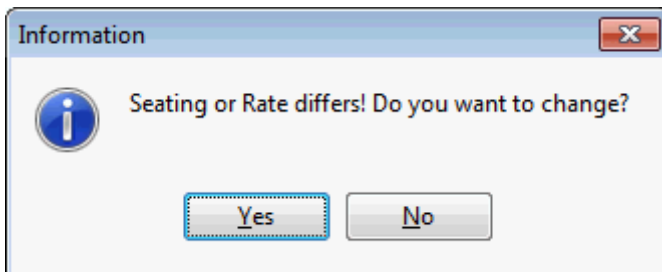 Information
Seating or Rate differs! Do you want to change?
Yes
No